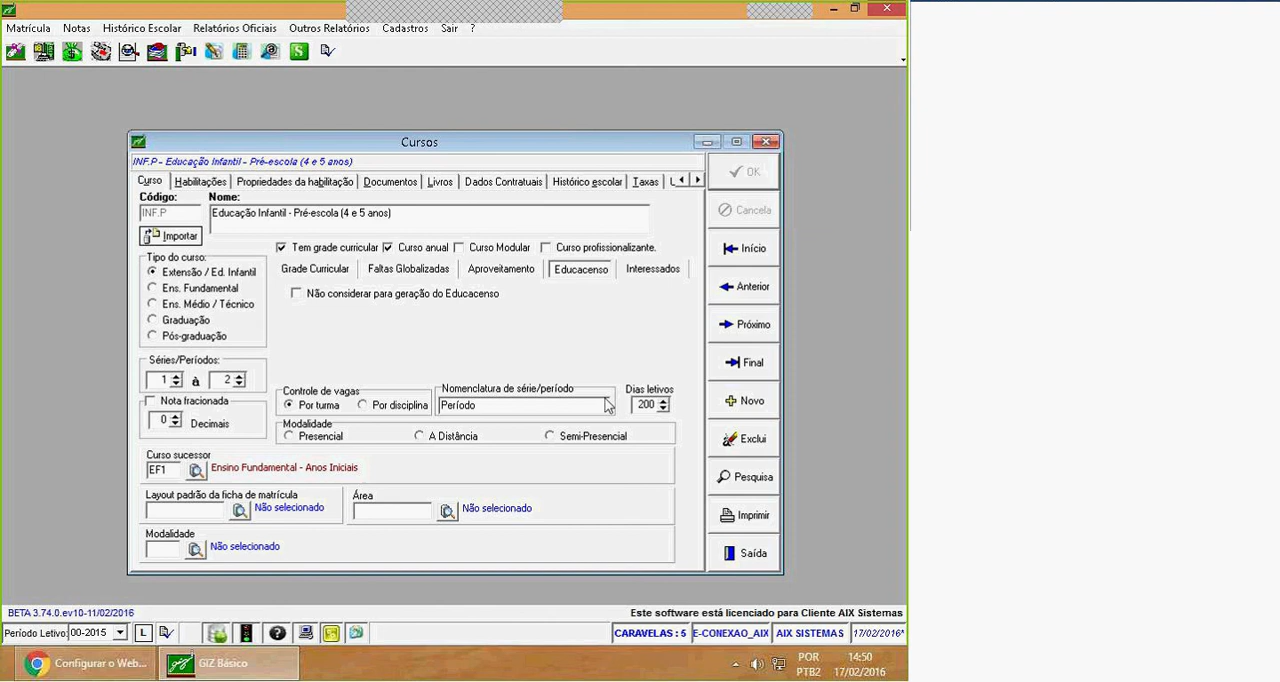 Matrícula Notas Histórico Escolar Relatórios Oficiais Outros Relatórios Cadastros Sair ?
Cursos
INF.P - Educação Infantil - Pré-escola (4 e 5 anos)
Curso Habilitações Propriedades da habilitação Documentos Livros Dados Contratuais Histórico escolar Taxas
Código: Nome:
INF.P Educação Infantil - Pré-escola (4 e 5 anos)
Importar
Tem grade curricular Curso anual Curso Modular Curso profissionalizante.
Tipo do curso:
Extensão / Ed. Infantil
Ens. Fundamental
Ens. Médio / Técnico
Graduação
Pós-graduação
Grade Curricular Faltas Globalizadas Aproveitamento Educacenso Interessados
Não considerar para geração do Educacenso
Séries/Períodos:
1 à 2
Nota fracionada
0 Decimais
Controle de vagas
Por turma Por disciplina
Nomenclatura de série/período
Período
Dias letivos
200
Modalidade
Presencial A Distância Semi-Presencial
Curso sucessor
EF1 Ensino Fundamental - Anos Iniciais
Layout padrão da ficha de matrícula
Não selecionado
Área
Não selecionado
Modalidade
Não selecionado
OK
Cancela
Início
Anterior
Próximo
Final
Novo
Exclui
Pesquisa
Imprimir
Saída
BETA 3.74.0.ev10-11/02/2016 Este software está licenciado para Cliente AIX Sistemas
Período Letivo: 00-2015 L CARAVELAS : 5 E-CONEXAO_AIX AIX SISTEMAS 17/02/2016*
Configurar o Web... GIZ Básico POR 14:50
PTB2 17/02/2016